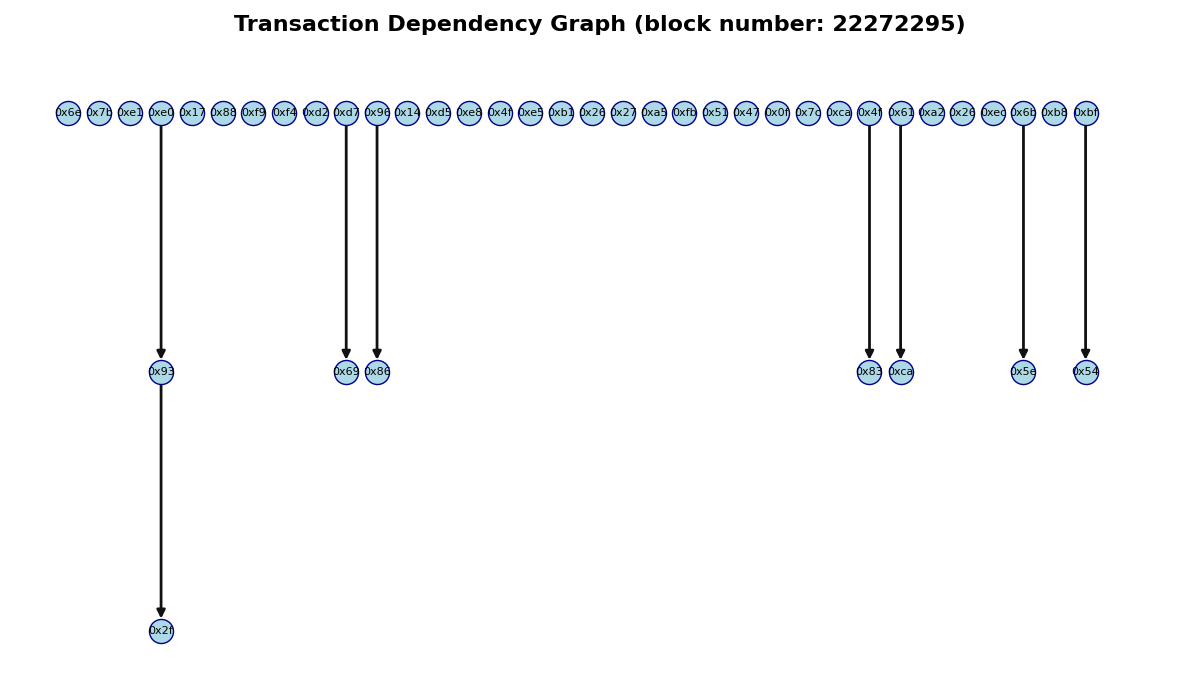 Transaction Dependency Graph (block number: 22272295)
0x6e 0x7b 0xe1 0xe0 0x17 0x88 0xf9 0xf4 0xd2 0xd7 0x96 0x14 0xd5 0xe8 0x4f 0xe5 0xb1 0x26 0x27 0xa5 0xfb 0x51 0x47 0x0f 0x7c 0xca 0x4f 0x61 0xa2 0x26 0xec 0x6b 0xb8 0xbf
0x93 0x69 0x86 0x83 0xca 0x5e 0x54
0x2f